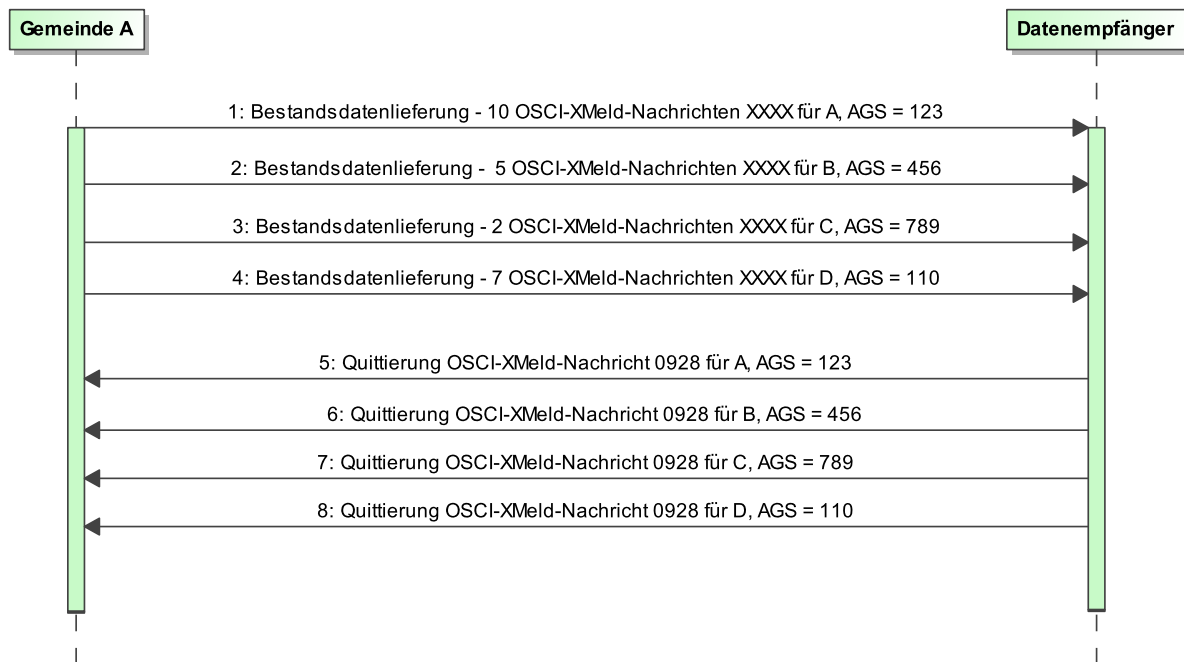 Gemeinde A
Datenempfänger
1: Bestandsdatenlieferung - 10 OSCI-XMeld-Nachrichten XXXX für A, AGS = 123
2: Bestandsdatenlieferung -  5 OSCI-XMeld-Nachrichten XXXX für B, AGS = 456
3: Bestandsdatenlieferung - 2 OSCI-XMeld-Nachrichten XXXX für C, AGS = 789
4: Bestandsdatenlieferung - 7 OSCI-XMeld-Nachrichten XXXX für D, AGS = 110
5: Quittierung OSCI-XMeld-Nachricht 0928 für A, AGS = 123
6: Quittierung OSCI-XMeld-Nachricht 0928 für B, AGS = 456
7: Quittierung OSCI-XMeld-Nachricht 0928 für C, AGS = 789
8: Quittierung OSCI-XMeld-Nachricht 0928 für D, AGS = 110